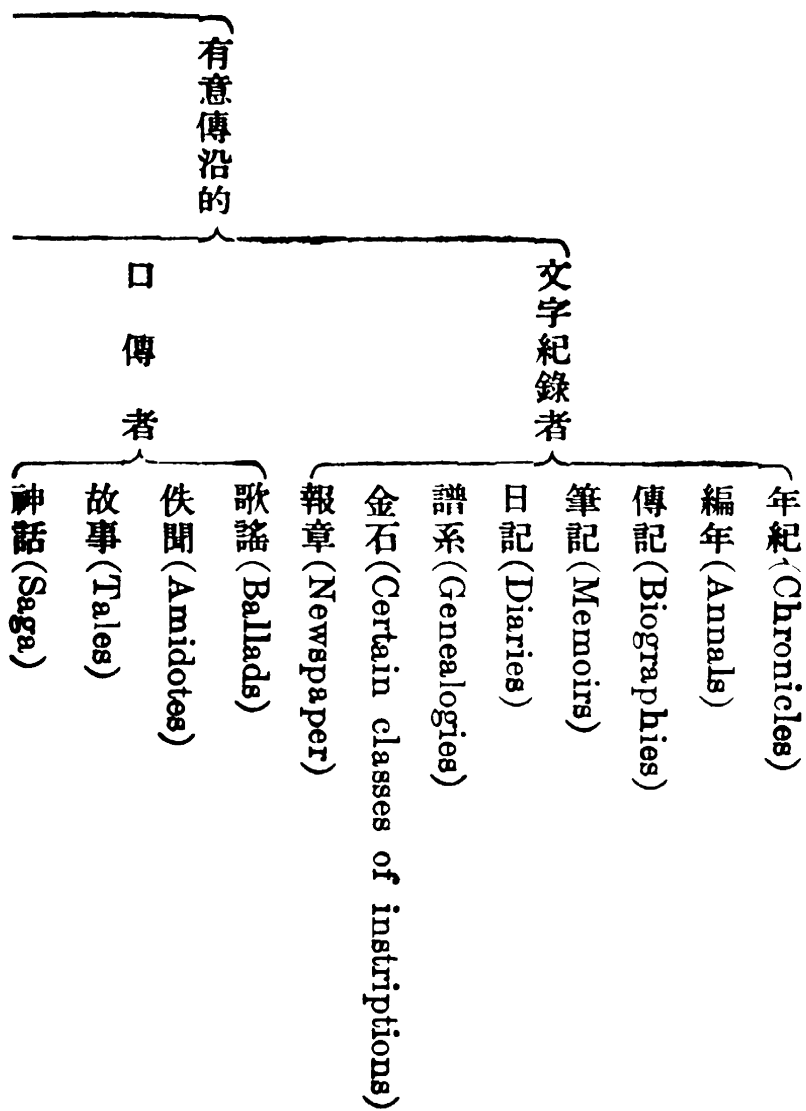 有意傳沿的
文字紀錄者
年紀(Chronicles)
編年(Annals)
傳記(Biographies)
筆記(Memoirs)
日記(Diaries)
譜系(Genealogies)
金石(Certain classes of instriptions)
報章(Newspaper)
口傳者
歌謠(Ballads)
佚聞(Amidotes)
故事(Tales)
神話(Saga)